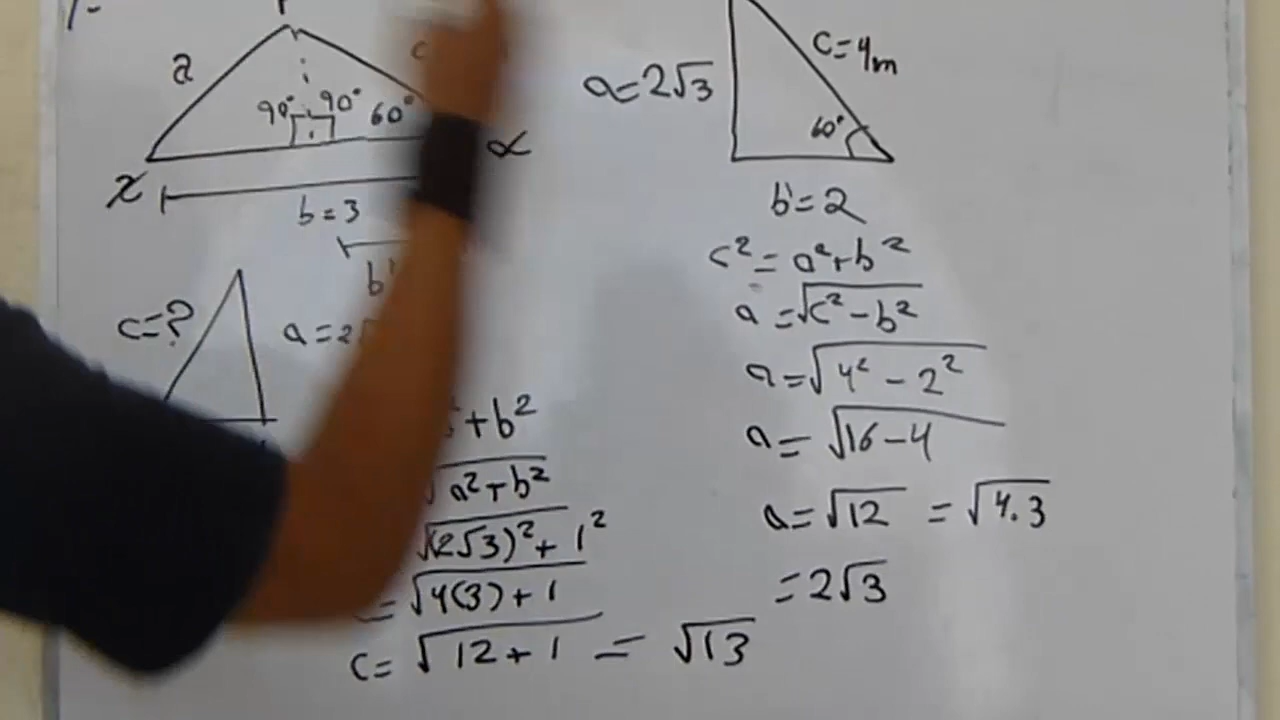 a
90° 90° 60°
x
α
b = 3
b'
c=?
a = 2
+ b²
√a²+b²
√(2√3)² + 1²
= √4(3) + 1
c = √12 + 1 = √13
a = 2√3
c = 4m
60°
b' = 2
c² = a² + b²
a = √c² - b²
a = √4² - 2²
a = √16 - 4
a = √12 = √4.3
= 2√3